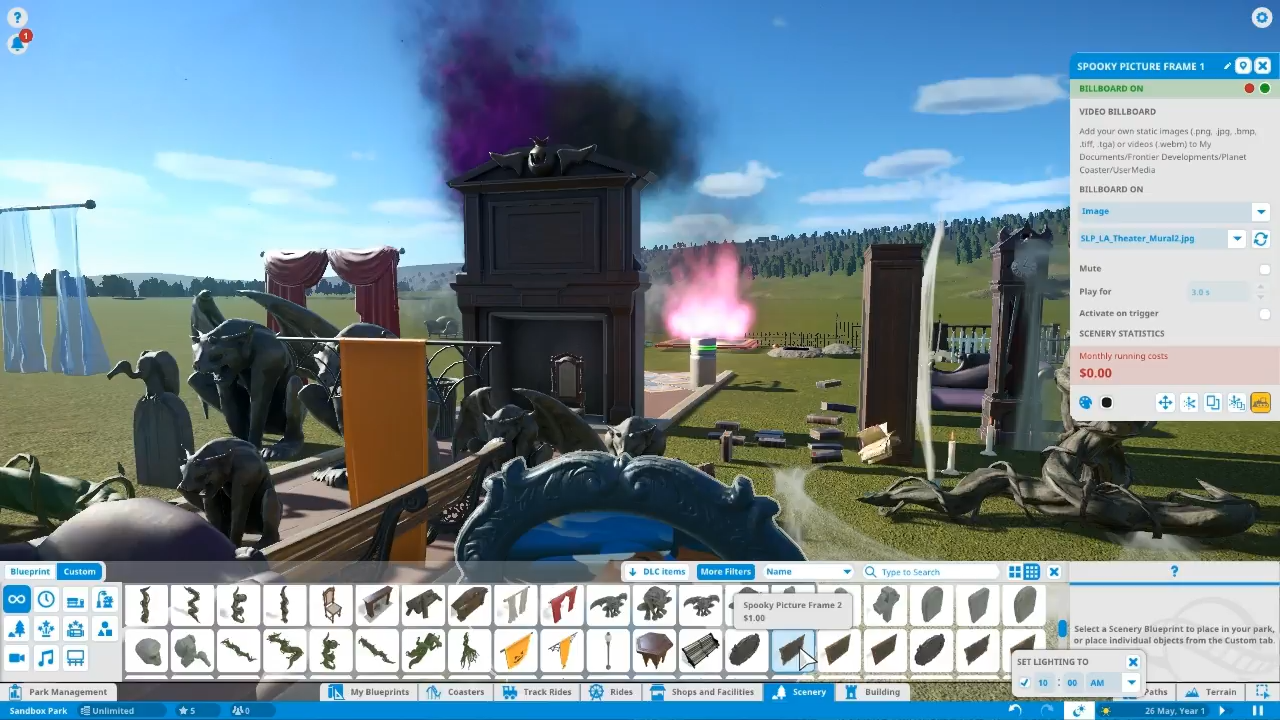 ?
1
SPOOKY PICTURE FRAME 1
BILLBOARD ON
VIDEO BILLBOARD
Add your own static images (.png, .jpg, .bmp,
.tiff, .tga) or videos (.webm) to My
Documents/Frontier Developments/Planet
Coaster/UserMedia
BILLBOARD ON
Image
SLP_LA_Theater_Mural2.jpg
Mute
Play for
3.0 s
Activate on trigger
SCENERY STATISTICS
Monthly running costs
$0.00
Blueprint
Custom
DLC items
More Filters
Name
Type to Search
?
Spooky Picture Frame 2
$1.00
Select a Scenery Blueprint to place in your park,
or place individual objects from the Custom tab
SET LIGHTING TO
10 : 00 AM
Park Management
My Blueprints
Coasters
Track Rides
Rides
Shops and Facilities
Scenery
Building
Paths
Terrain
Sandbox Park
Unlimited
5
0
26 May, Year 1